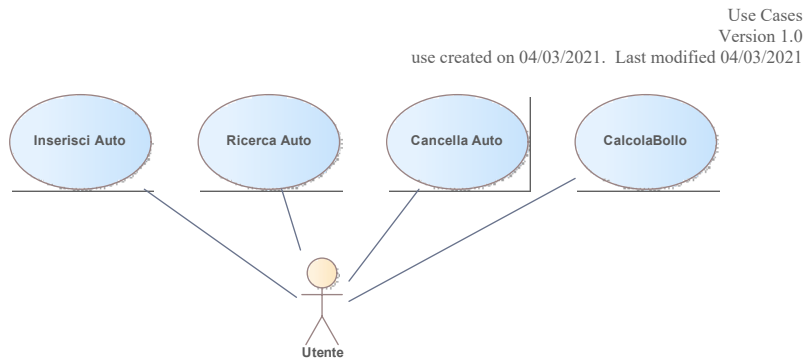 Use Cases
Version 1.0
use created on 04/03/2021.  Last modified 04/03/2021
Inserisci Auto
Ricerca Auto
Cancella Auto
CalcolaBollo
Utente